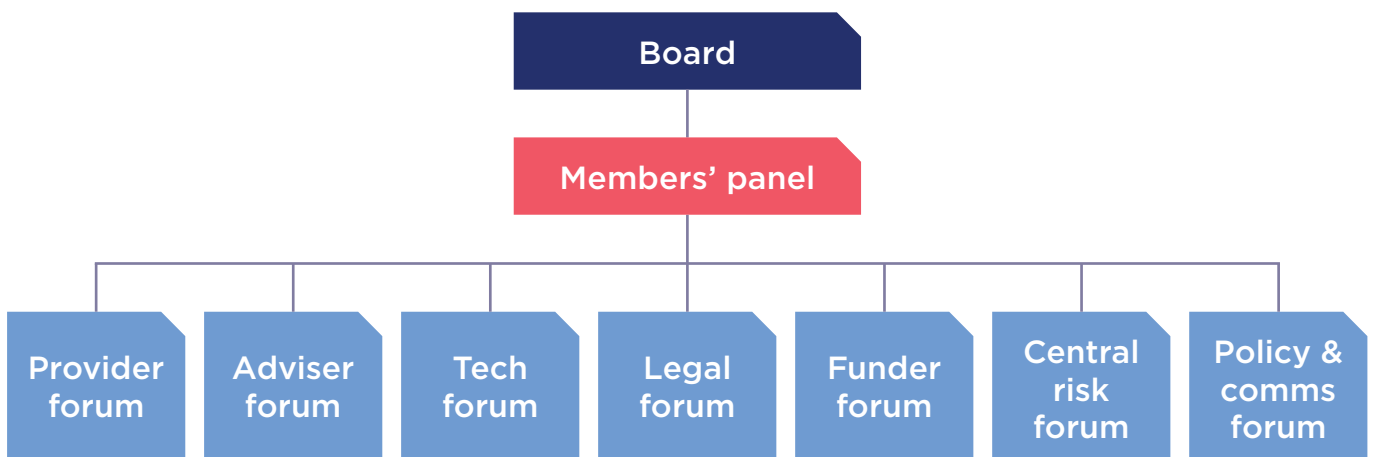 Board
Members’ panel
Provider
forum
Adviser
forum
Tech
forum
Legal
forum
Funder
forum
Central
risk
forum
Policy &
comms
forum